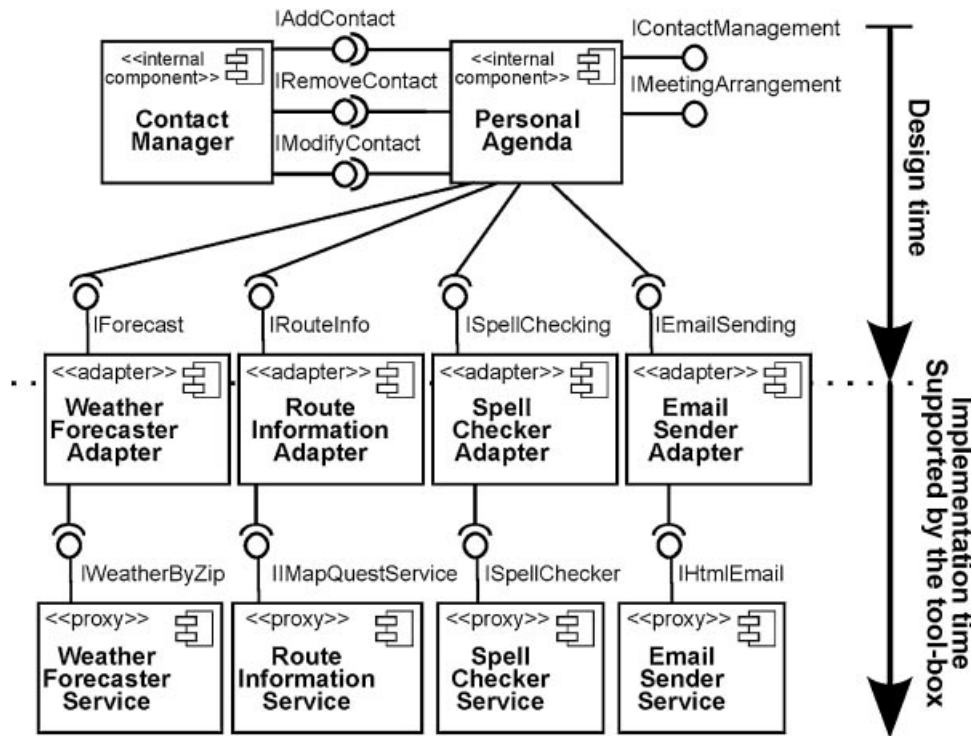 IAddContact
<<internal
component>>
Contact
Manager
IRemoveContact
IModifyContact
<<internal
component>>
Personal
Agenda
IContactManagement
IMeetingArrangement
Design time
IForecast
IRouteInfo
ISpellChecking
IEmailSending
<<adapter>>
Weather
Forecaster
Adapter
<<adapter>>
Route
Information
Adapter
<<adapter>>
Spell
Checker
Adapter
<<adapter>>
Email
Sender
Adapter
Implementation time
Supported by the tool-box
IWeatherByZip
IIMapQuestService
ISpellChecker
IHtmlEmail
<<proxy>>
Weather
Forecaster
Service
<<proxy>>
Route
Information
Service
<<proxy>>
Spell
Checker
Service
<<proxy>>
Email
Sender
Service